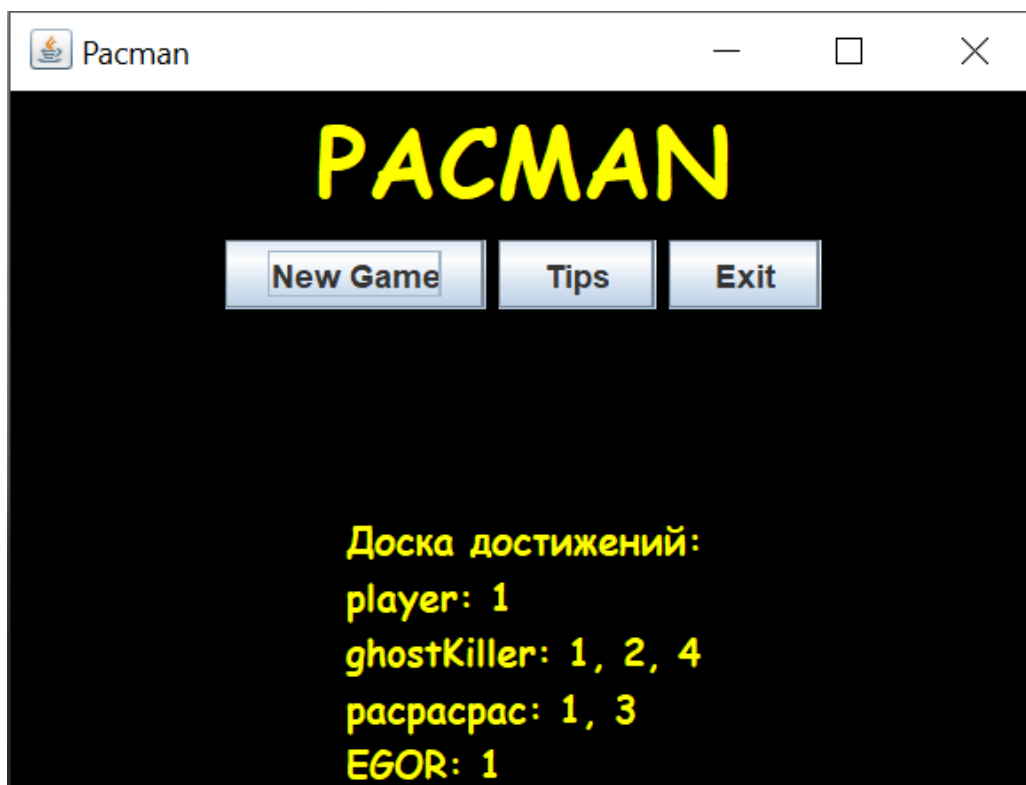 Pacman
PACMAN
New Game Tips Exit
Доска достижений:
player: 1
ghostKiller: 1, 2, 4
pacpacpac: 1, 3
EGOR: 1